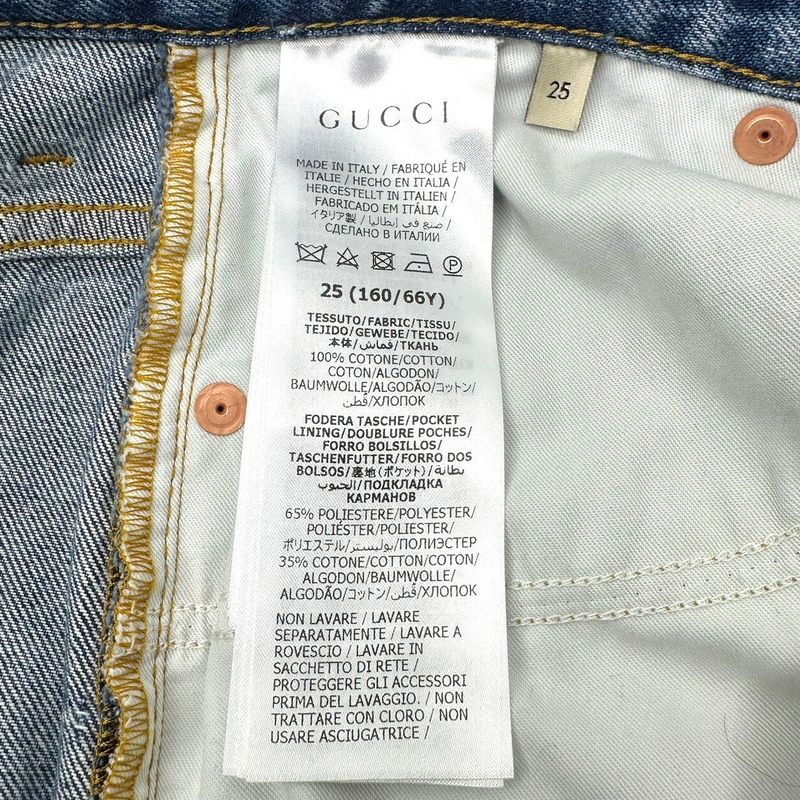 GUCCI
25
MADE IN ITALY / FABRIQUÉ EN
ITALIE / HECHO EN ITALIA /
HERGESTELLT IN ITALIEN /
FABRICADO EM ITÁLIA /
イタリア製 / صنع في إيطاليا /
СДЕЛАНО В ИТАЛИИ
P
25 (160/66Y)
TESSUTO/FABRIC/TISSU/
TEJIDO/GEWEBE/TECIDO/
本体/قماش/ТКАНЬ
100% COTONE/COTTON/
COTON/ALGODON/
BAUMWOLLE/ALGODÃO/コットン/
قُطن/ХЛОПОК
FODERA TASCHE/POCKET
LINING/DOUBLURE POCHES/
FORRO BOLSILLOS/
TASCHENFUTTER/FORRO DOS
BOLSOS/裏地(ポケット)/بطانة
الجيوب/ПОДКЛАДКА
КАРМАНОВ
65% POLIESTERE/POLYESTER/
POLIÉSTER/POLIESTER/
ポリエステル/بوليستر/ПОЛИЭСТЕР
35% COTONE/COTTON/COTON/
ALGODON/BAUMWOLLE/
ALGODÃO/コットン/قُطن/ХЛОПОК
NON LAVARE / LAVARE
SEPARATAMENTE / LAVARE A
ROVESCIO / LAVARE IN
SACCHETTO DI RETE /
PROTEGGERE GLI ACCESSORI
PRIMA DEL LAVAGGIO. / NON
TRATTARE CON CLORO / NON
USARE ASCIUGATRICE /